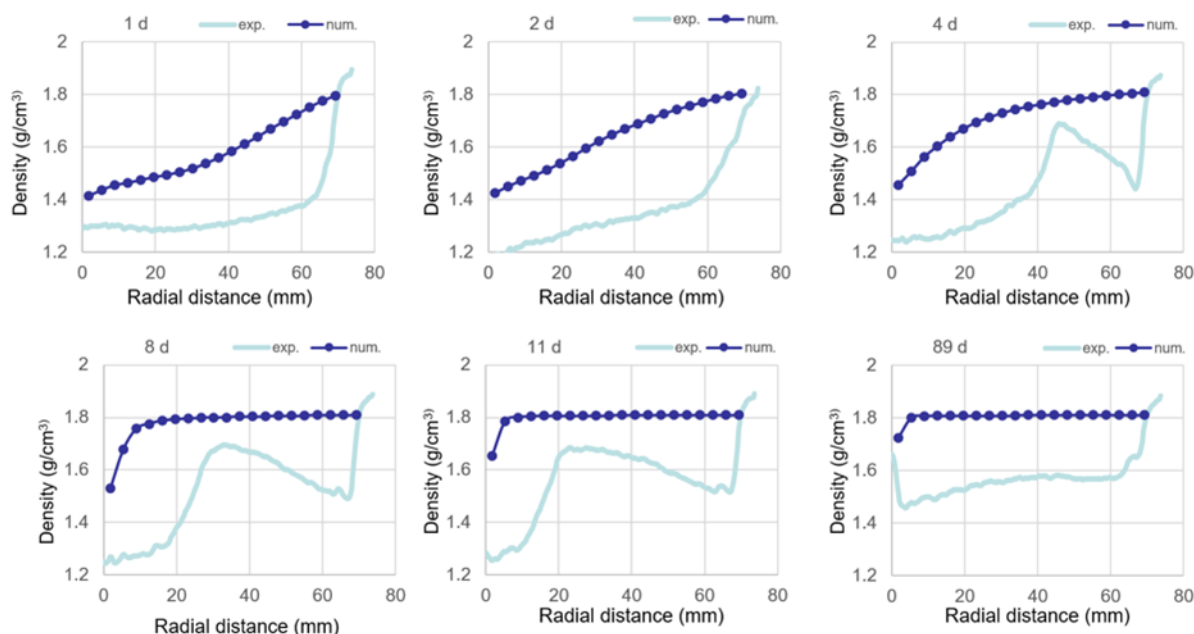 1 d exp. num.
2
1.8
1.6
1.4
1.2
Density (g/cm³)
0 20 40 60 80
Radial distance (mm)
2 d exp. num.
2
1.8
1.6
1.4
1.2
Density (g/cm³)
0 20 40 60 80
Radial distance (mm)
4 d exp. num.
2
1.8
1.6
1.4
1.2
Density (g/cm³)
0 20 40 60 80
Radial distance (mm)
8 d exp. num.
2
1.8
1.6
1.4
1.2
Density (g/cm³)
0 20 40 60 80
Radial distance (mm)
11 d exp. num.
2
1.8
1.6
1.4
1.2
Density (g/cm³)
0 20 40 60 80
Radial distance (mm)
89 d exp. num.
2
1.8
1.6
1.4
1.2
Density (g/cm³)
0 20 40 60 80
Radial distance (mm)